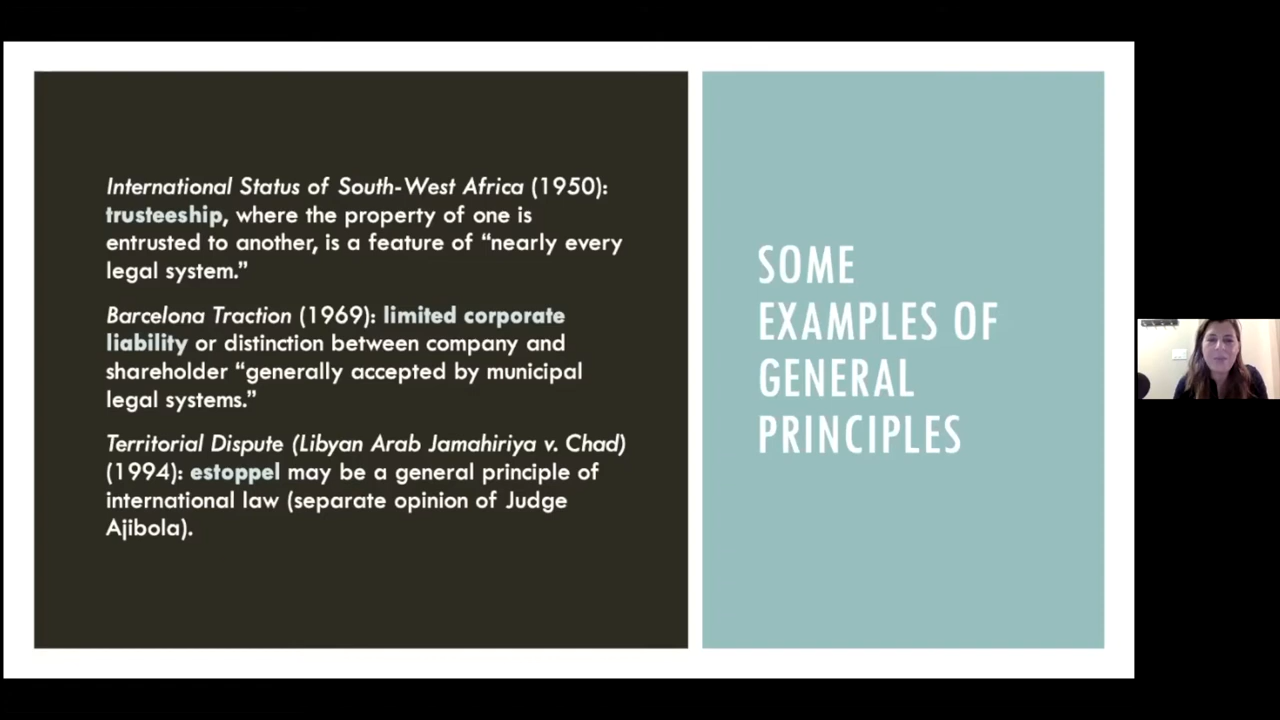 International Status of South-West Africa (1950):
trusteeship, where the property of one is
entrusted to another, is a feature of “nearly every
legal system.”
Barcelona Traction (1969): limited corporate
liability or distinction between company and
shareholder “generally accepted by municipal
legal systems.”
Territorial Dispute (Libyan Arab Jamahiriya v. Chad)
(1994): estoppel may be a general principle of
international law (separate opinion of Judge
Ajibola).
SOME
EXAMPLES OF
GENERAL
PRINCIPLES